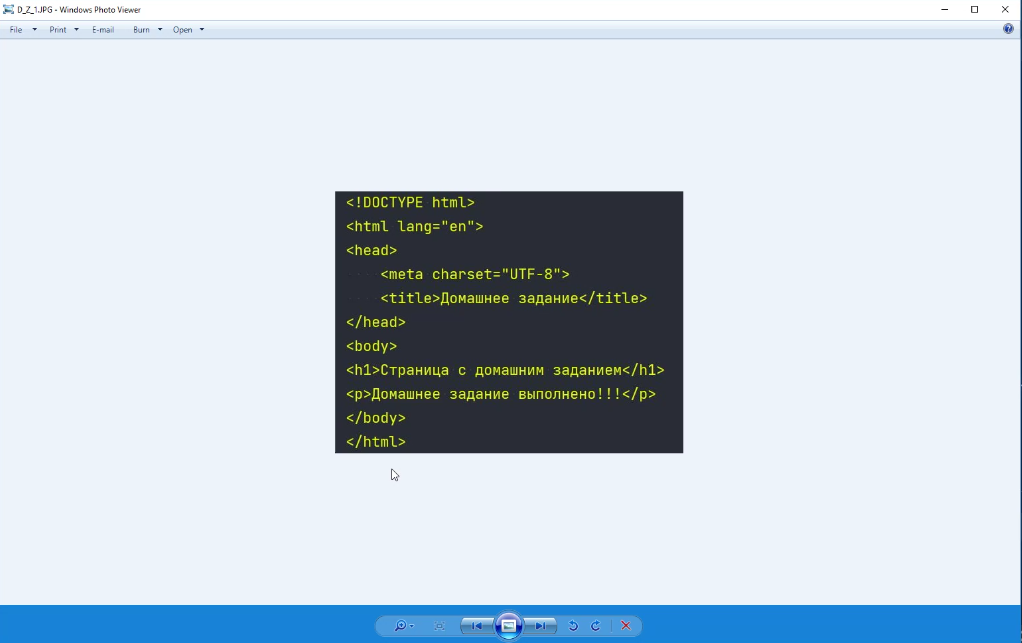 D_Z_1.JPG - Windows Photo Viewer
File Print E-mail Burn Open
<!DOCTYPE html>
<html lang="en">
<head>
    <meta charset="UTF-8">
    <title>Домашнее задание</title>
</head>
<body>
<h1>Страница с домашним заданием</h1>
<p>Домашнее задание выполнено!!!</p>
</body>
</html>